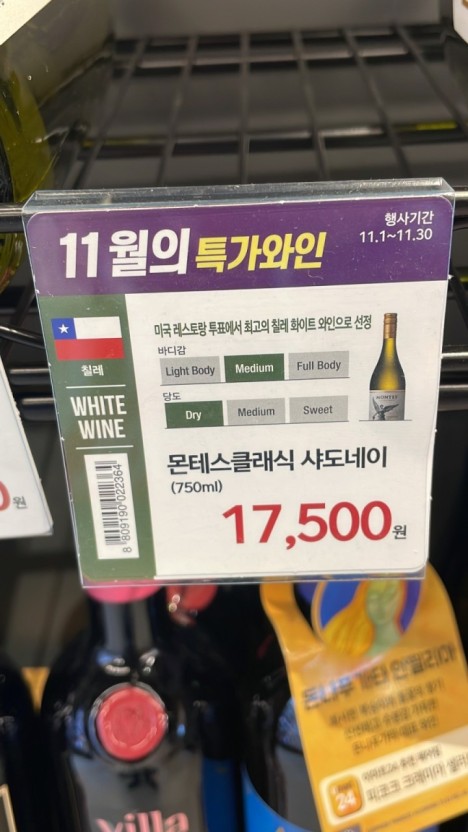 11월의 특가와인
행사기간
11.1~11.30
미국 레스토랑 투표에서 최고의 칠레 화이트 와인으로 선정
바디감
Light Body Medium Full Body
당도
Dry Medium Sweet
칠레
WHITE
WINE
몬테스클래식 샤도네이
(750ml)
17,500원
8 809190 022364
0원
MONTES
Villa
24